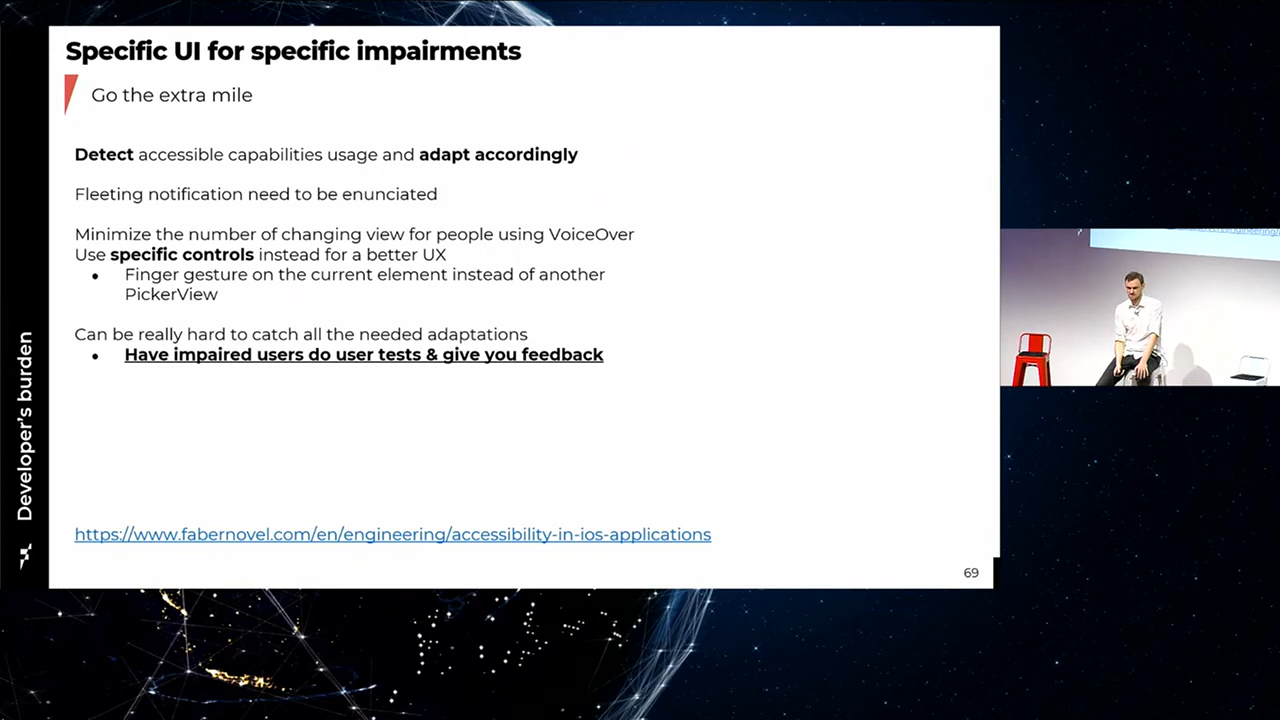 Specific UI for specific impairments
Go the extra mile
Detect accessible capabilities usage and adapt accordingly
Fleeting notification need to be enunciated
Minimize the number of changing view for people using VoiceOver
Use specific controls instead for a better UX
• Finger gesture on the current element instead of another
PickerView
Can be really hard to catch all the needed adaptations
• Have impaired users do user tests & give you feedback
https://www.fabernovel.com/en/engineering/accessibility-in-ios-applications
69
Developer's burden